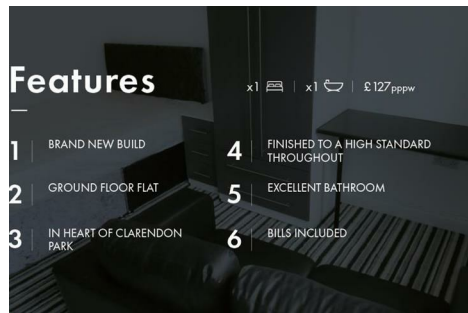 Features
x1 | x1 | £127pppw
1 BRAND NEW BUILD
2 GROUND FLOOR FLAT
3 IN HEART OF CLARENDON
PARK
4 FINISHED TO A HIGH STANDARD
THROUGHOUT
5 EXCELLENT BATHROOM
6 BILLS INCLUDED